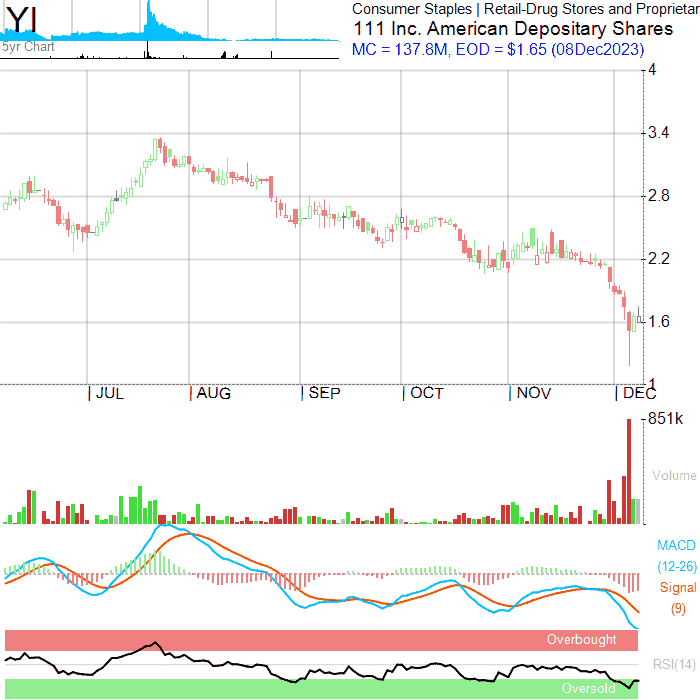 YI
5yr Chart
Consumer Staples | Retail-Drug Stores and Proprietar
111 Inc. American Depositary Shares
MC = 137.8M, EOD = $1.65 (08Dec2023)
4
3.4
2.8
2.2
1.6
1
JUL AUG SEP OCT NOV DEC
851k
Volume
MACD
(12-26)
Signal
(9)
Overbought
RSI(14)
Oversold